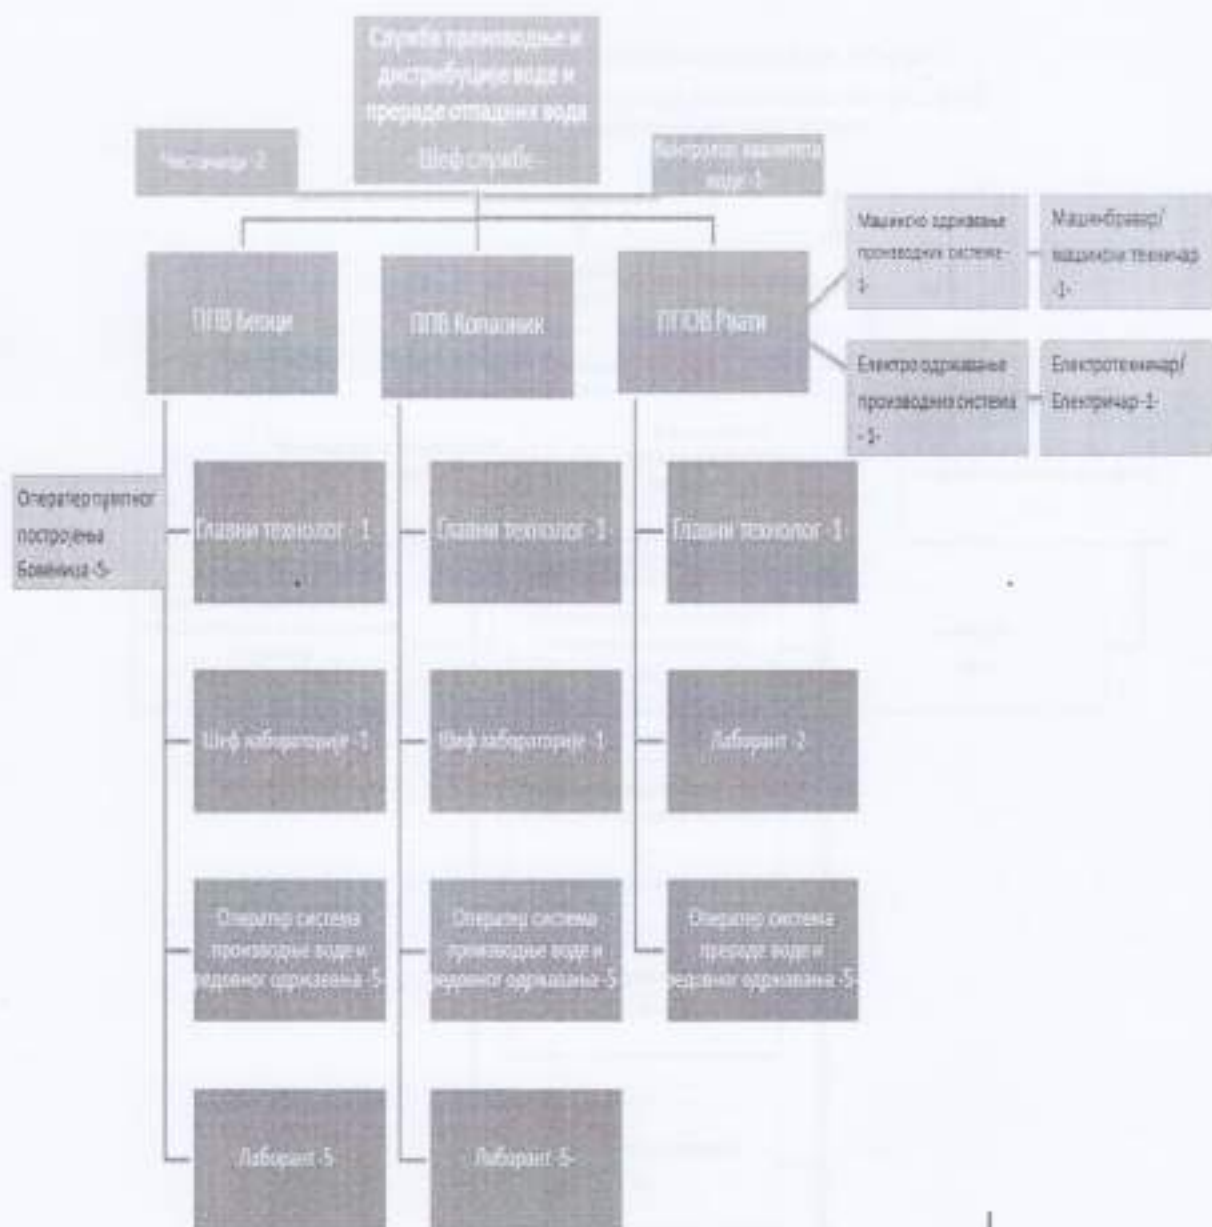 Служба производње и
дистрибуције воде и
прераде отпадних вода
-Шеф службе-
-2
Контролор квалитета
воде -1-
ППВ
ППВ Копаоник
ППОВ Рвати
Машинско одржавање
производних система -
1-
Машинбравар/
машински техничар
-1-
Електро одржавање
производних система
- 1-
Електротехничар/
Електричар -1-
Оператер
постројења
-5-
Главни технолог - 1
Главни технолог -1-
Главни технолог -1-
Шеф лабораторије -1
Шеф лабораторије -1
Лаборант -2-
Оператер система
производње воде и
редовног одржавања -5-
Оператер система
производње воде и
редовног одржавања -5
Оператер система
прераде воде и
редовног одржавања -5-
Лаборант -5
Лаборант -5-